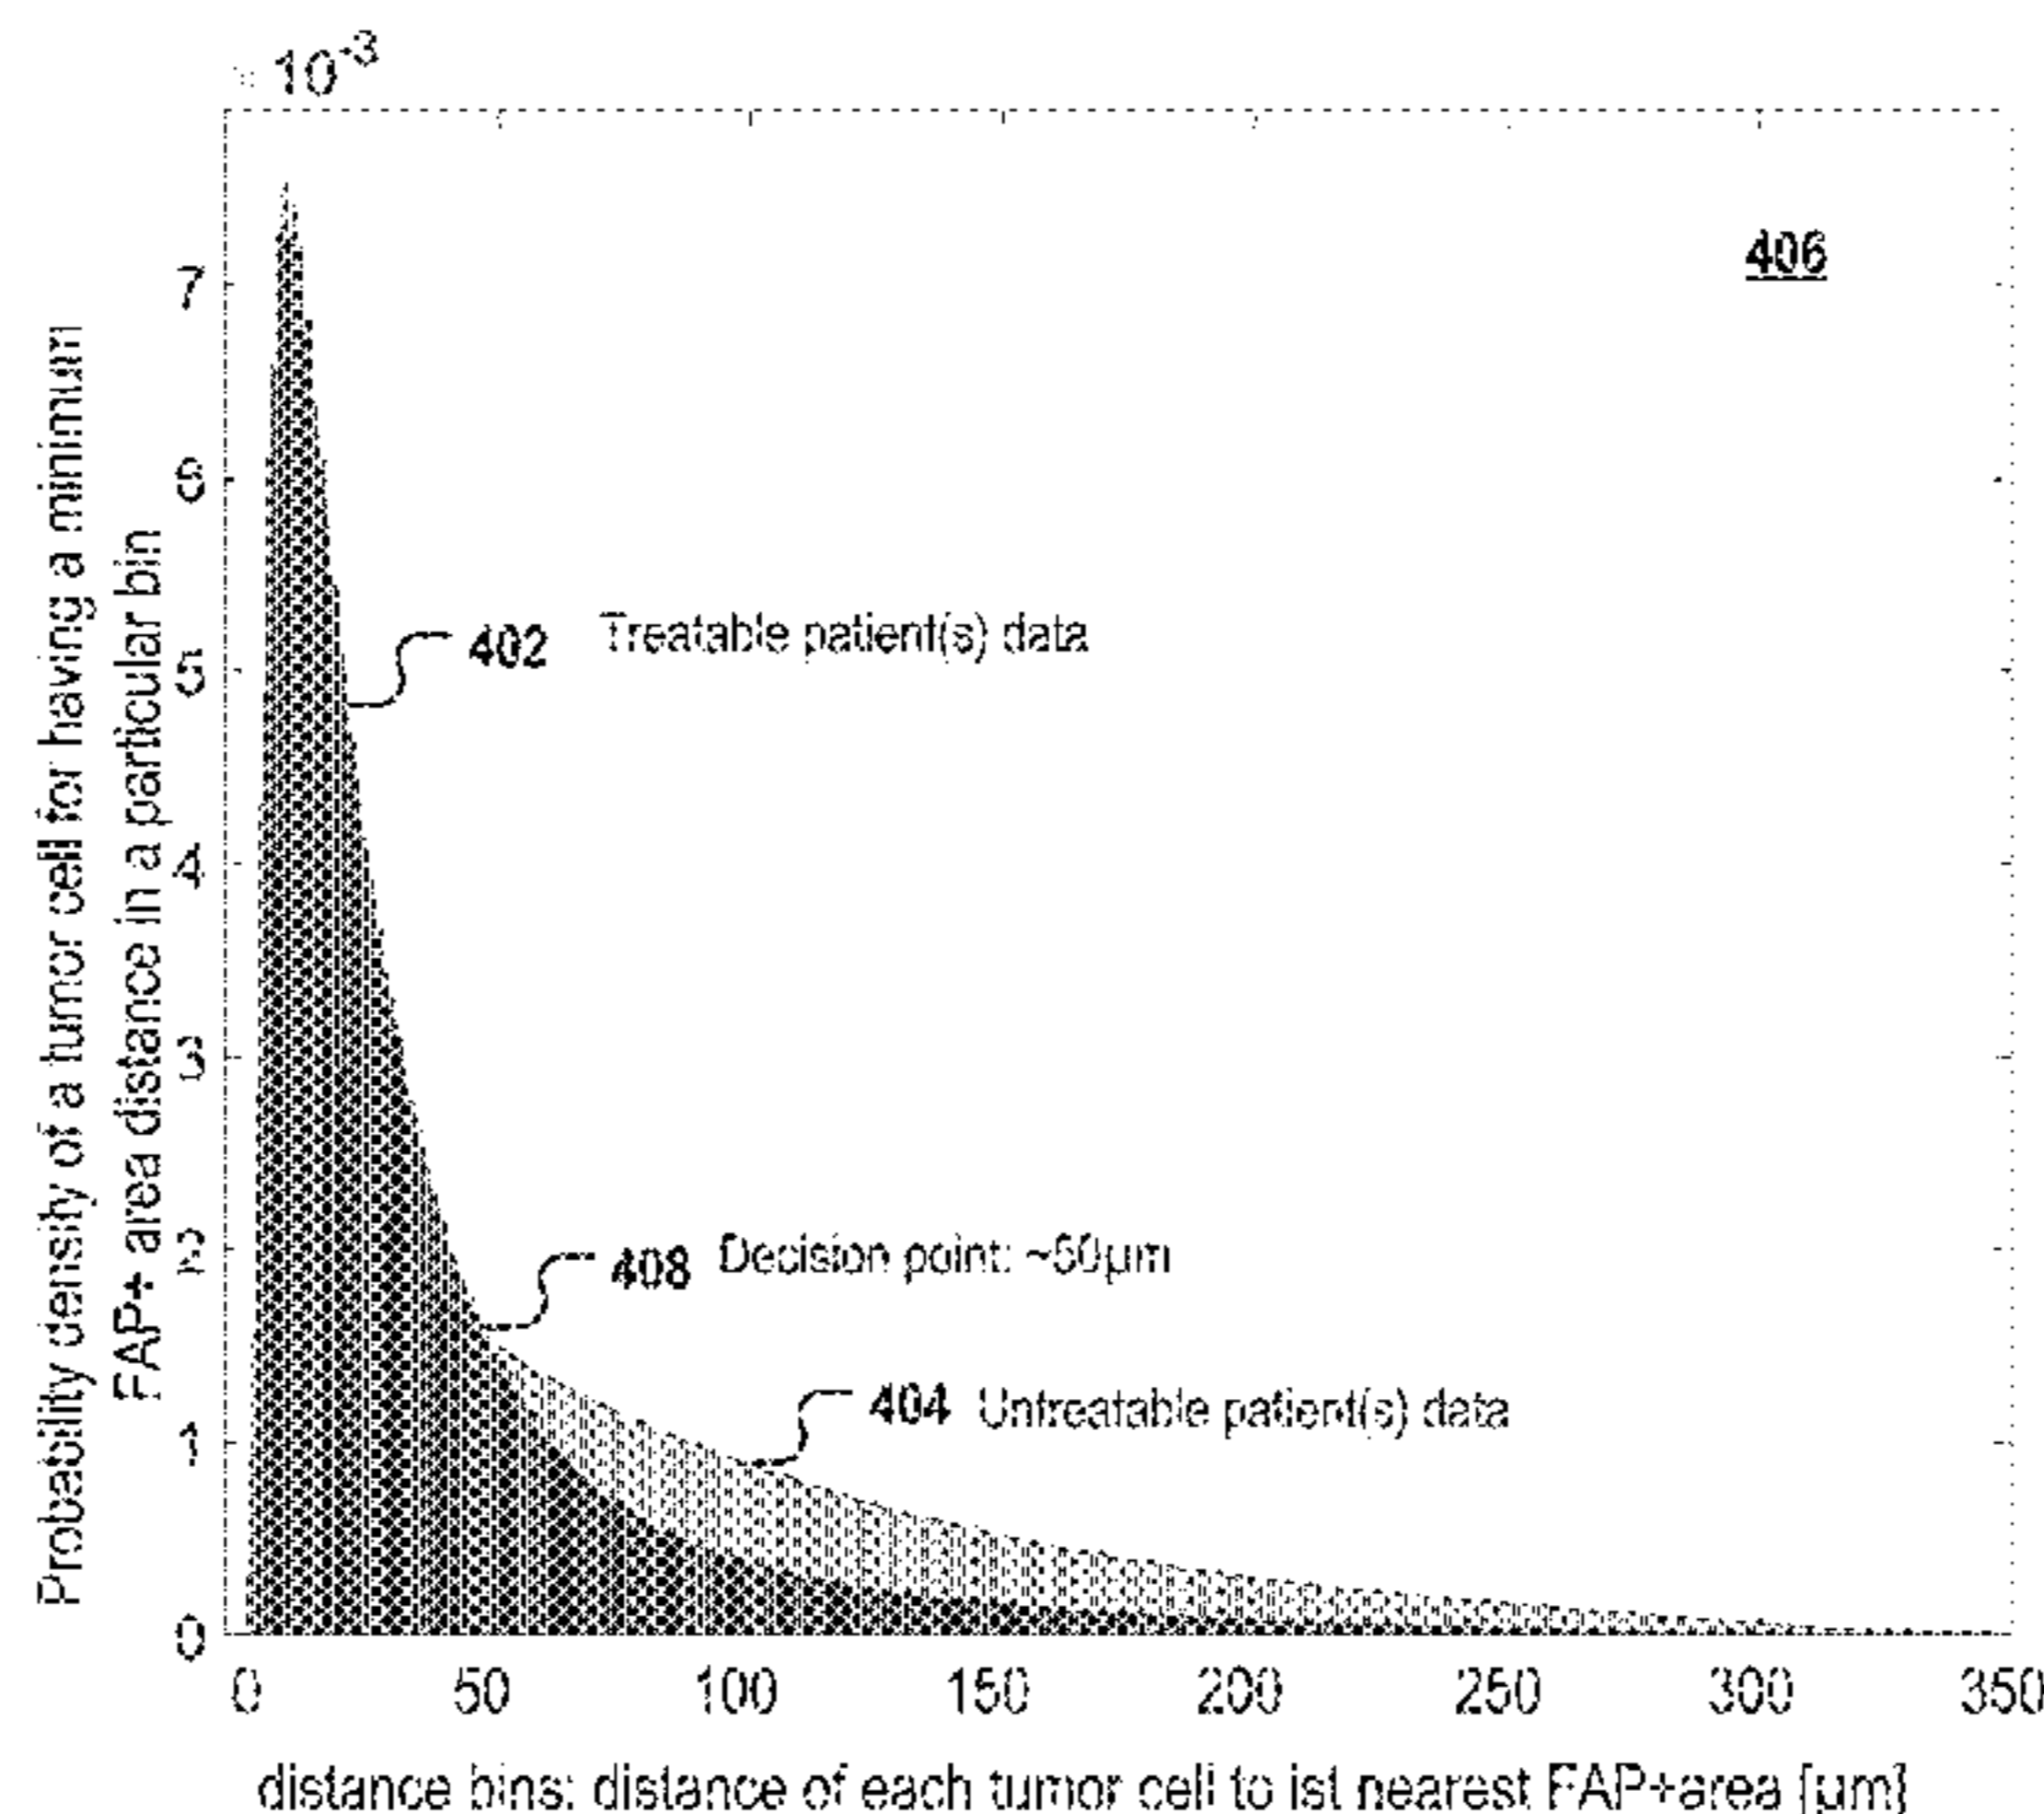 × 10-3
406
7
6
5
4
3
2
1
0
Probability density of a tumor cell for having a minimum
FAP+ area distance in a particular bin
402 Treatable patient(s) data
408 Decision point: ~50µm
404 Untreatable patient(s) data
0 50 100 150 200 250 300 350
distance bins: distance of each tumor cell to ist nearest FAP+area [µm]